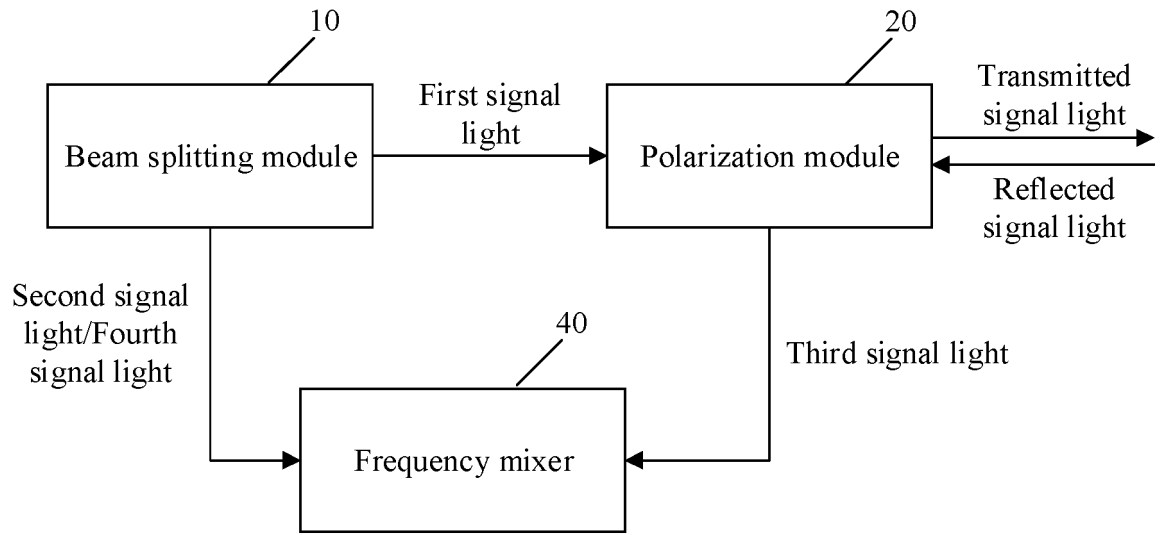 10
20
First signal
light
Transmitted
signal light
Beam splitting module
Polarization module
Reflected
signal light
Second signal
light/Fourth
signal light
40
Third signal light
Frequency mixer